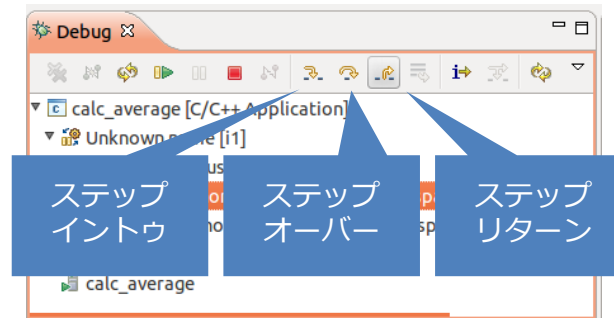 Debug
i
c calc_average [C/C++ Application]
Unknown [i1]
us
ステップ
イントゥ
ステップ
オーバー
ステップ
リターン
calc_average